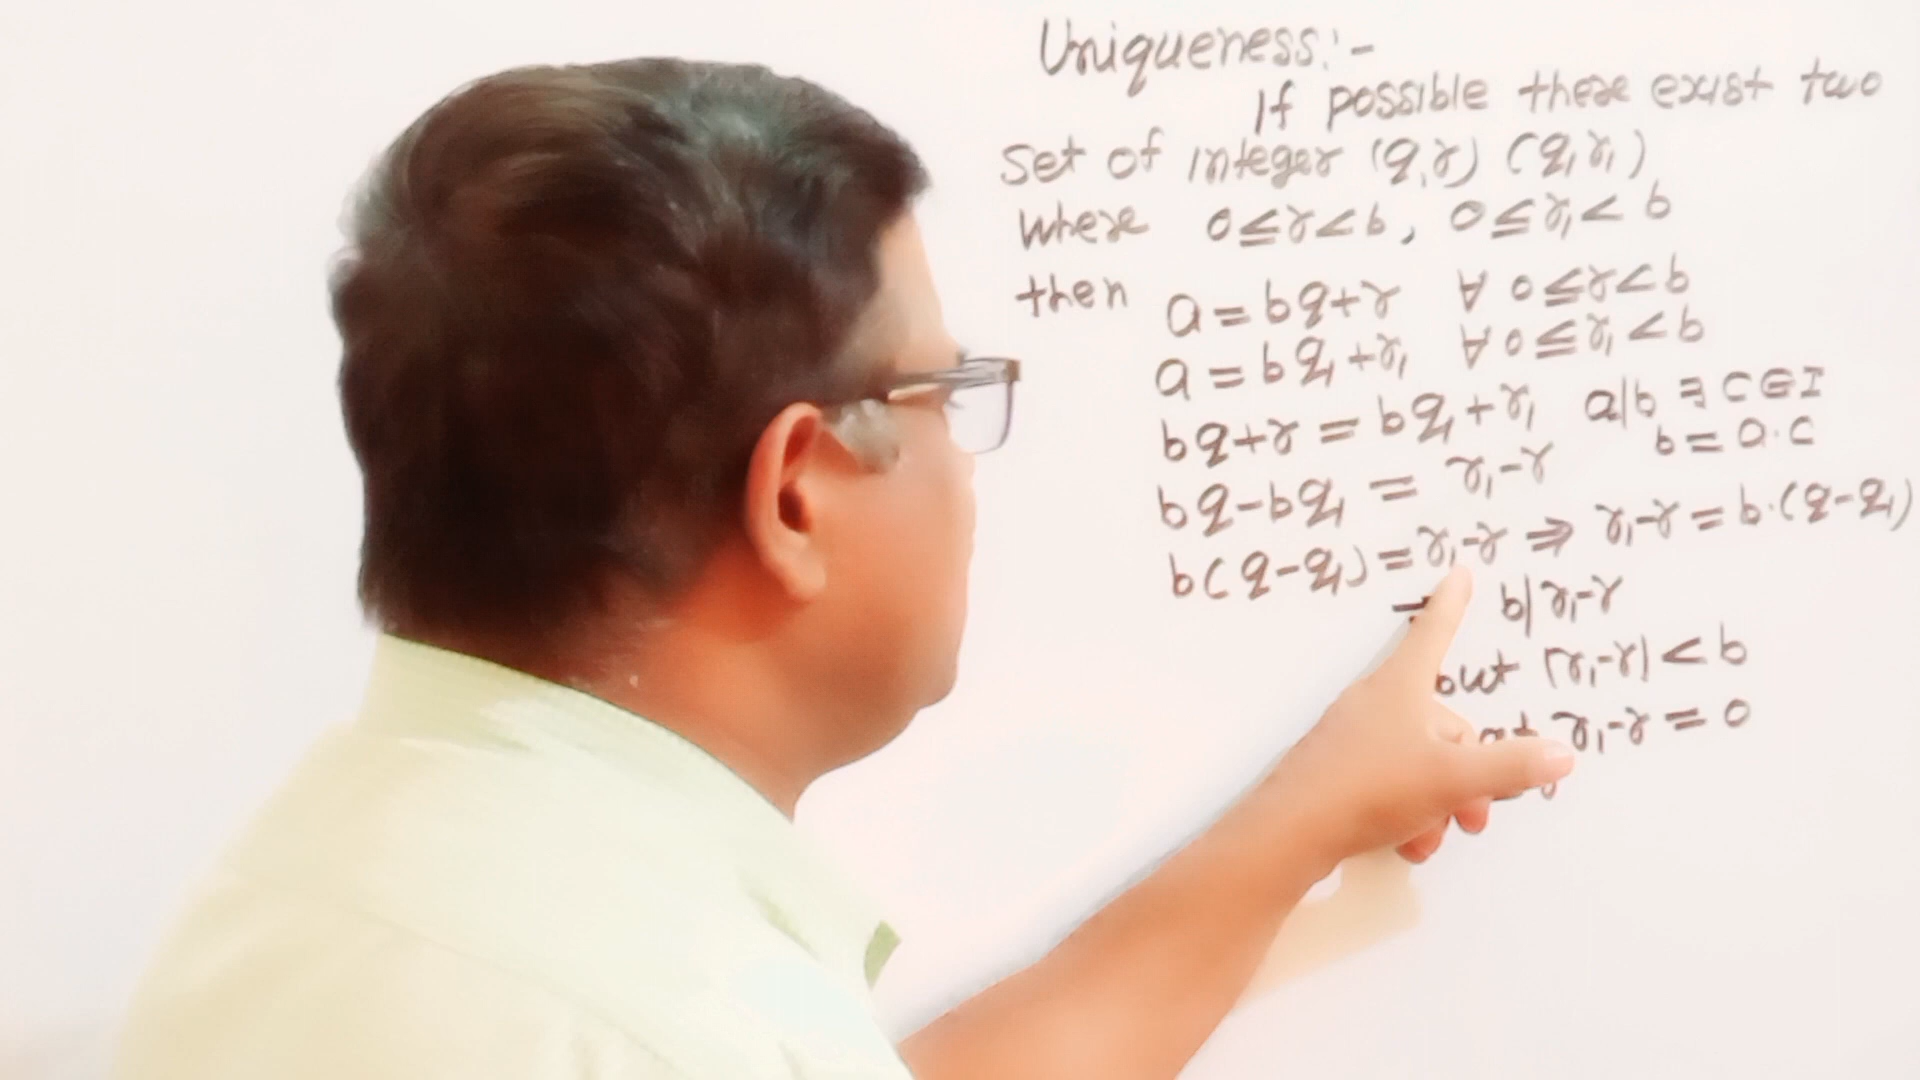 Uniqueness:-
If possible there exist two
set of integer (q,r) (q₁,r₁)
where 0≤r<b, 0≤r₁<b
then a=bq+r ∀ 0≤r<b
a=bq₁+r₁ ∀ 0≤r₁<b
bq+r=bq₁+r₁ a|b ∃ c∈I
bq-bq₁ = r₁-r b=a·c
b(q-q₁)=r₁-r ⇒ r₁-r=b·(q-q₁)
b|r₁-r
but |r₁-r|<b
r₁-r=0